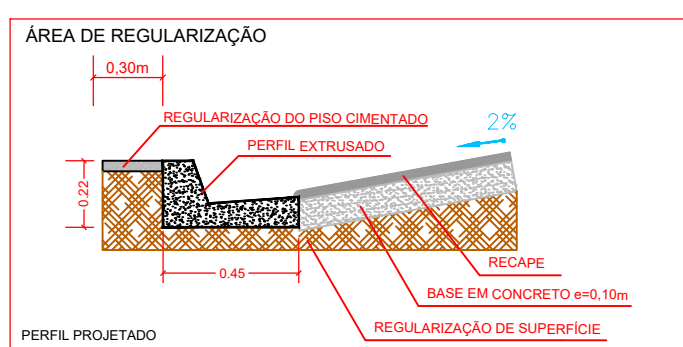 ÁREA DE REGULARIZAÇÃO
0,30m
REGULARIZAÇÃO DO PISO CIMENTADO
2%
PERFIL EXTRUSADO
0.22
0.45
RECAPE
BASE EM CONCRETO e=0,10m
REGULARIZAÇÃO DE SUPERFÍCIE
PERFIL PROJETADO